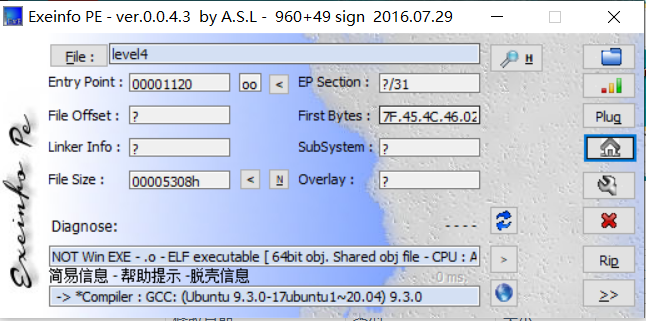 Exeinfo PE - ver.0.0.4.3 by A.S.L - 960+49 sign 2016.07.29
File : level4 H
Entry Point : 00001120 oo < EP Section : ?/31
File Offset : ? First Bytes : 7F.45.4C.46.02 Plug
Linker Info : ? SubSystem : ?
File Size : 00005308h < N Overlay : ?
Exeinfo Pe
Diagnose: ----
NOT Win EXE - .o - ELF executable [ 64bit obj. Shared obj file - CPU : A > Rip
简易信息 - 帮助提示 -脱壳信息 -0 ms
-> *Compiler : GCC: (Ubuntu 9.3.0-17ubuntu1~20.04) 9.3.0 >>